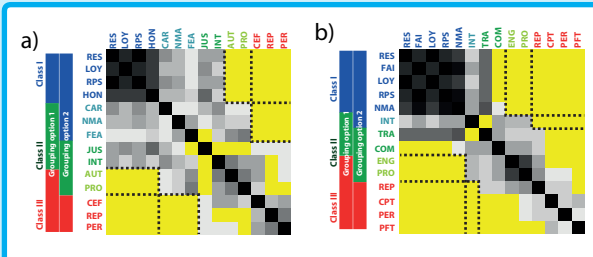 a)
RES LOY RPS HON CAR NMA FEA JUS INT AUT PRO CEF REP PER
RES
LOY
RPS
HON
CAR
NMA
FEA
JUS
INT
AUT
PRO
CEF
REP
PER
Class I
Class II
Class III
Grouping option 1
Grouping option 2
b)
RES FAI LOY RPS NMA INT TRA COM ENG PRO REP CPT PER PFT
RES
FAI
LOY
RPS
NMA
INT
TRA
COM
ENG
PRO
REP
CPT
PER
PFT
Class I
Class II
Class III
Grouping option 1
Grouping option 2